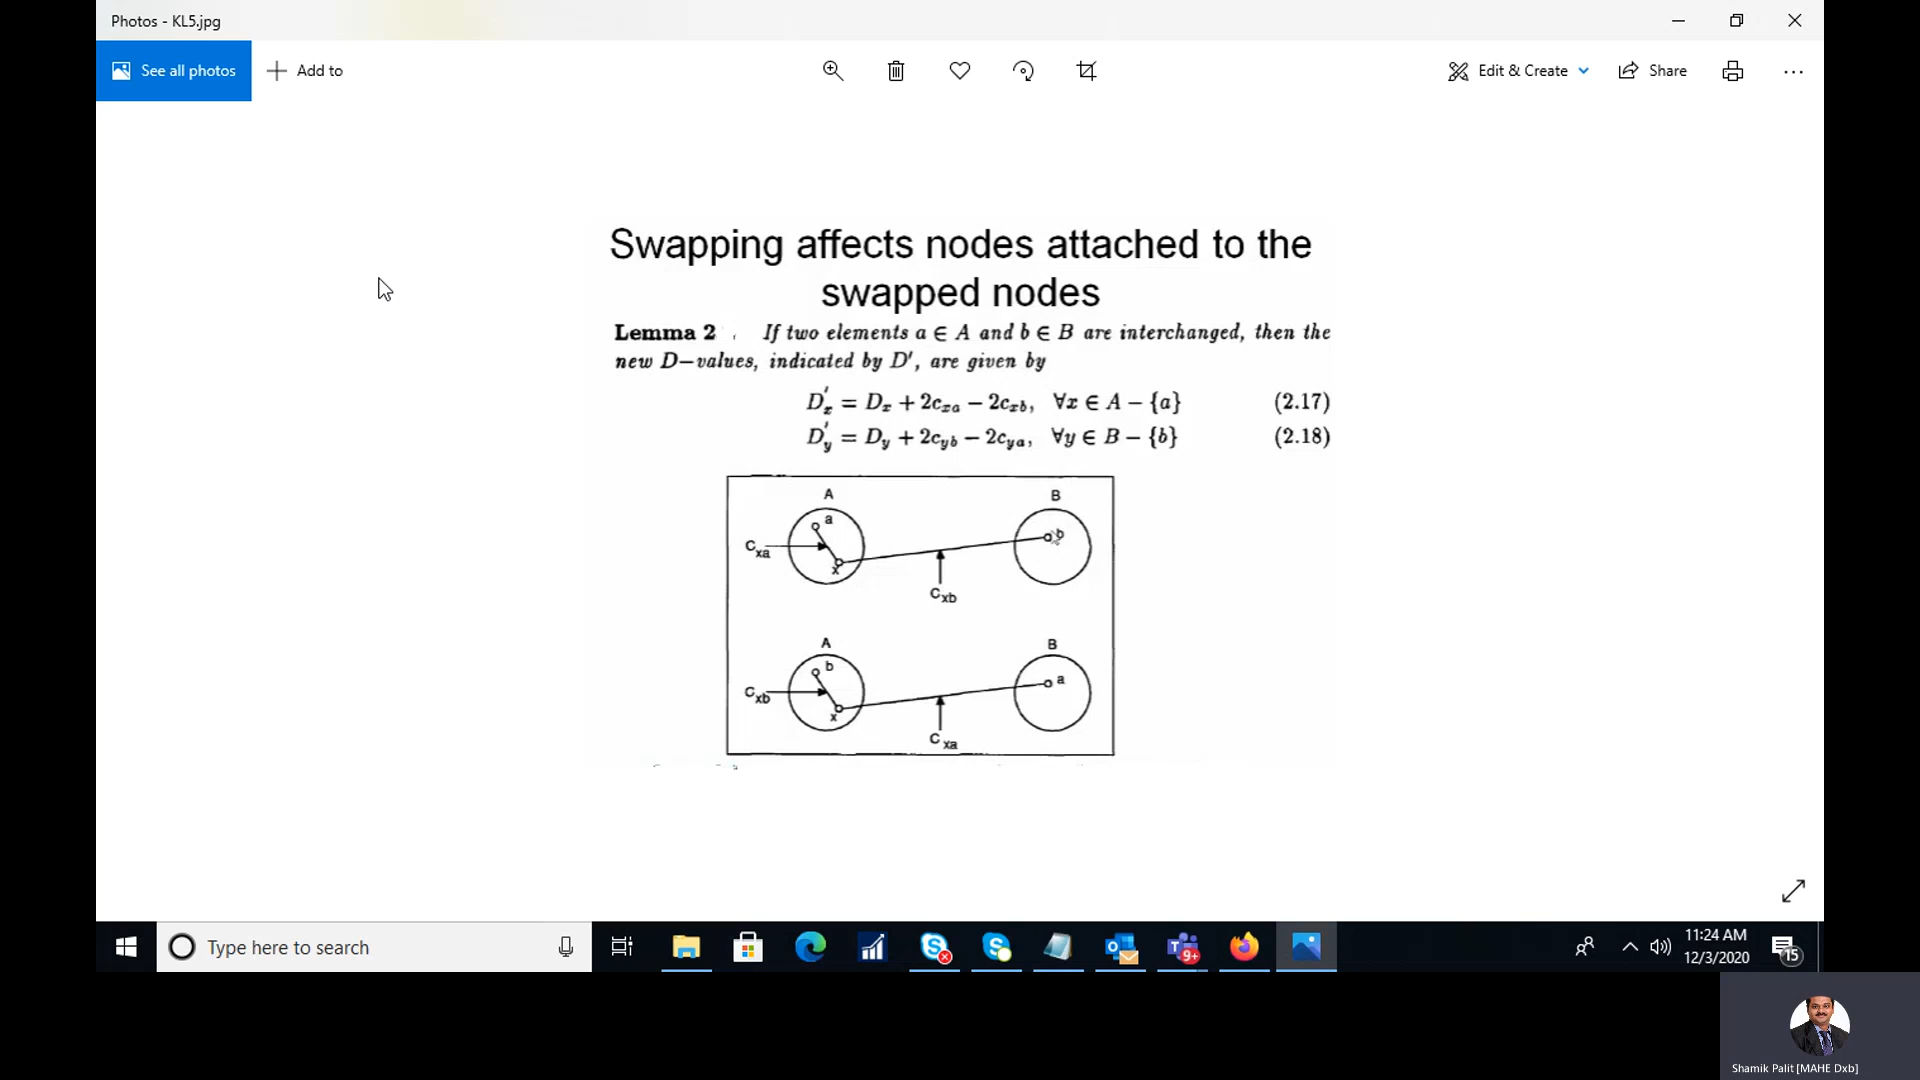 Photos - KL5.jpg
See all photos
Add to
Edit & Create
Share
Swapping affects nodes attached to the
swapped nodes
Lemma 2 If two elements a ∈ A and b ∈ B are interchanged, then the
new D−values, indicated by D′, are given by
D′x = Dx + 2cxa − 2cxb, ∀x ∈ A − {a} (2.17)
D′y = Dy + 2cyb − 2cya, ∀y ∈ B − {b} (2.18)
A B
a b
Cxa
x
Cxb
A B
b a
Cxb
x
Cxa
Type here to search
9+
11:24 AM
12/3/2020
15
Shamik Palit [MAHE Dxb]